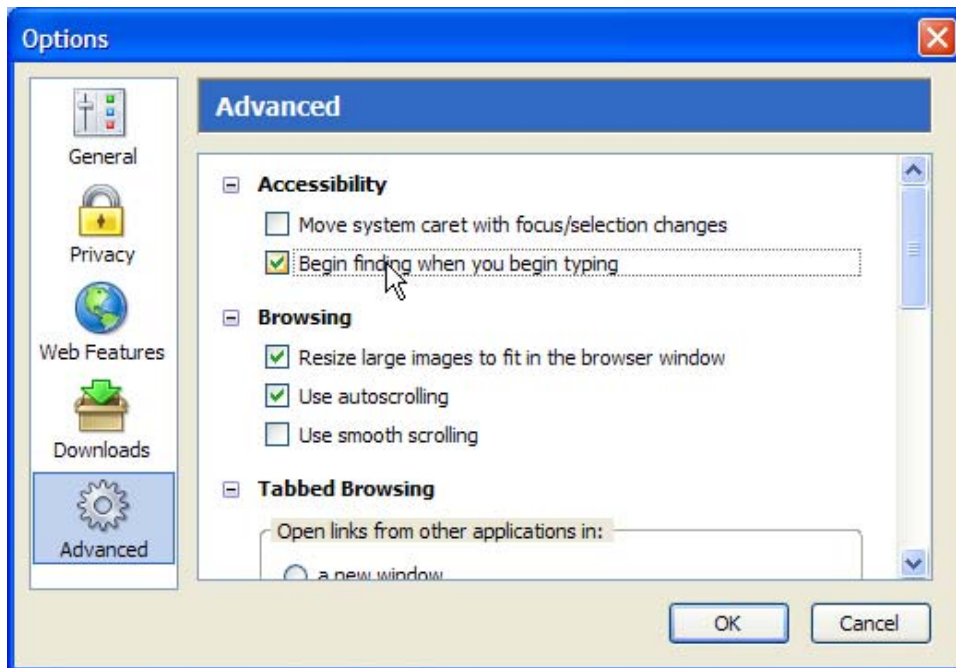 Options
General
Privacy
Web Features
Downloads
Advanced
Advanced
Accessibility
Move system caret with focus/selection changes
Begin finding when you begin typing
Browsing
Resize large images to fit in the browser window
Use autoscrolling
Use smooth scrolling
Tabbed Browsing
Open links from other applications in:
a new window
OK
Cancel